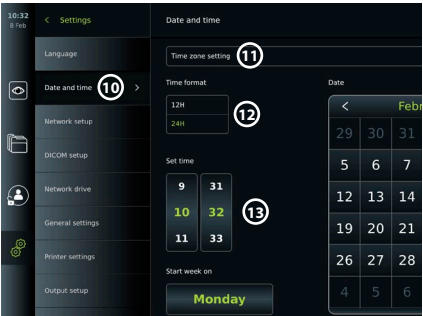 10:32
8 Feb
< Settings
Language
Date and time 10 >
Network setup
DICOM setup
Network drive
General settings
Printer settings
Output setup
Date and time
Time zone setting 11
Time format
12H
24H
12
Set time
9 31
10 32
11 33
13
Start week on
Monday
Date
< Febr
29 30 31
5 6 7
12 13 14
19 20 21
26 27 28
4 5 6